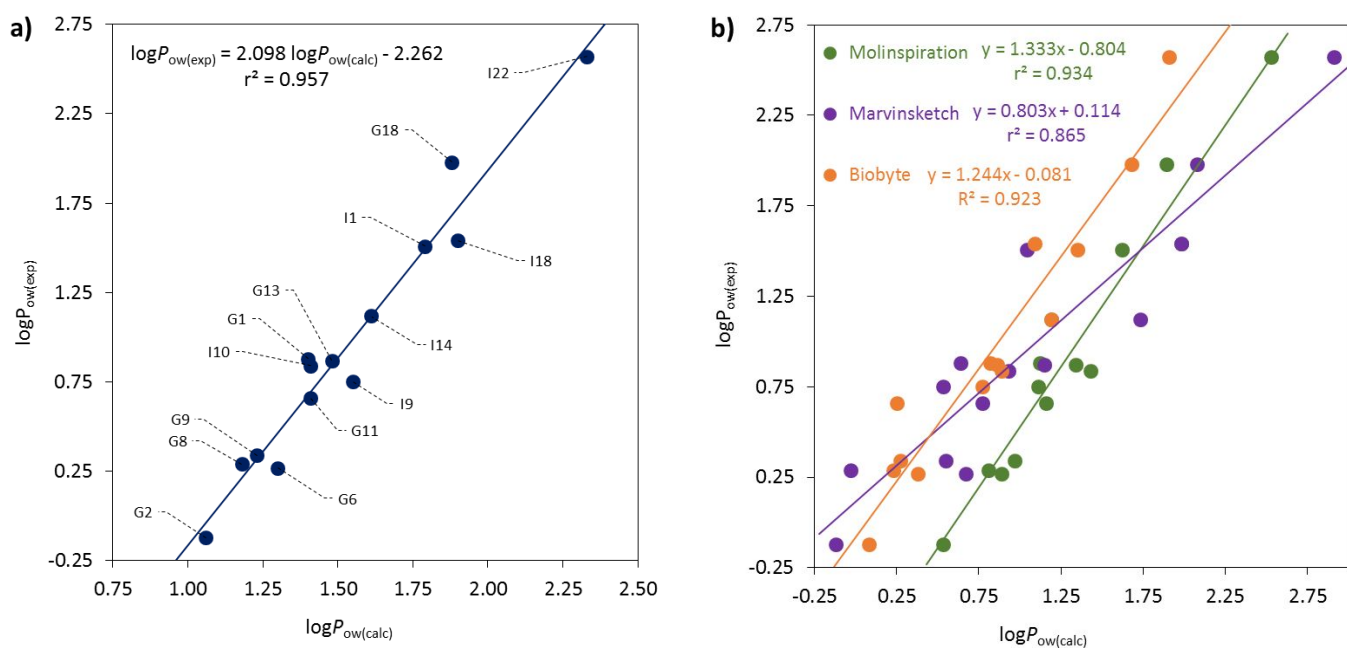 a)
logPow(exp) = 2.098 logPow(calc) - 2.262
r² = 0.957
2.75
2.25
1.75
1.25
0.75
0.25
-0.25
logPow(exp)
I22
G18
I1
I18
G13
G1
I10
I14
I9
G11
G9
G8
G6
G2
0.75 1.00 1.25 1.50 1.75 2.00 2.25 2.50
logPow(calc)
b)
Molinspiration y = 1.333x - 0.804
r² = 0.934
Marvinsketch y = 0.803x + 0.114
r² = 0.865
Biobyte y = 1.244x - 0.081
R² = 0.923
2.75
2.25
1.75
1.25
0.75
0.25
-0.25
logPow(exp)
-0.25 0.25 0.75 1.25 1.75 2.25 2.75
logPow(calc)